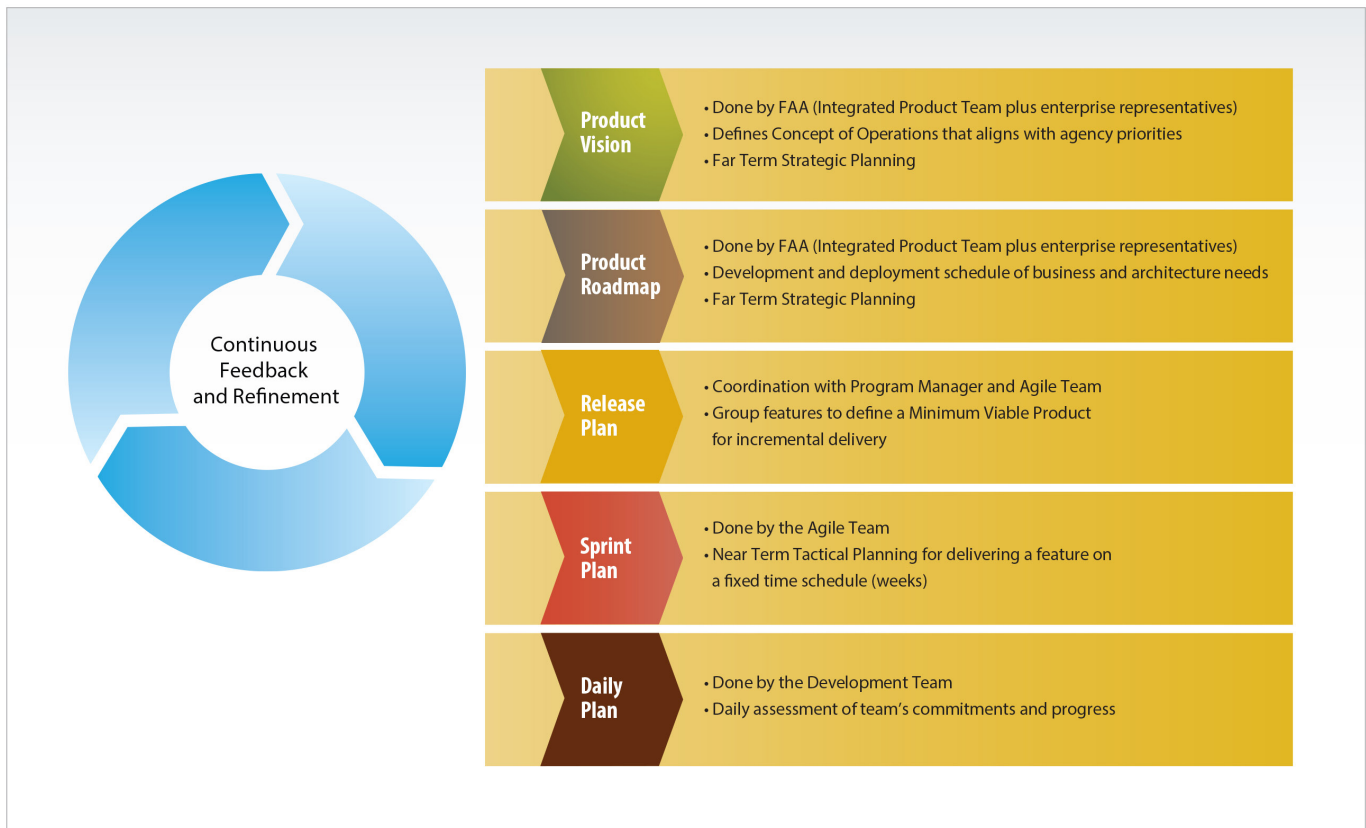 Continuous
Feedback
and Refinement
Product
Vision
• Done by FAA (Integrated Product Team plus enterprise representatives)
• Defines Concept of Operations that aligns with agency priorities
• Far Term Strategic Planning
Product
Roadmap
• Done by FAA (Integrated Product Team plus enterprise representatives)
• Development and deployment schedule of business and architecture needs
• Far Term Strategic Planning
Release
Plan
• Coordination with Program Manager and Agile Team
• Group features to define a Minimum Viable Product
for incremental delivery
Sprint
Plan
• Done by the Agile Team
• Near Term Tactical Planning for delivering a feature on
a fixed time schedule (weeks)
Daily
Plan
• Done by the Development Team
• Daily assessment of team’s commitments and progress